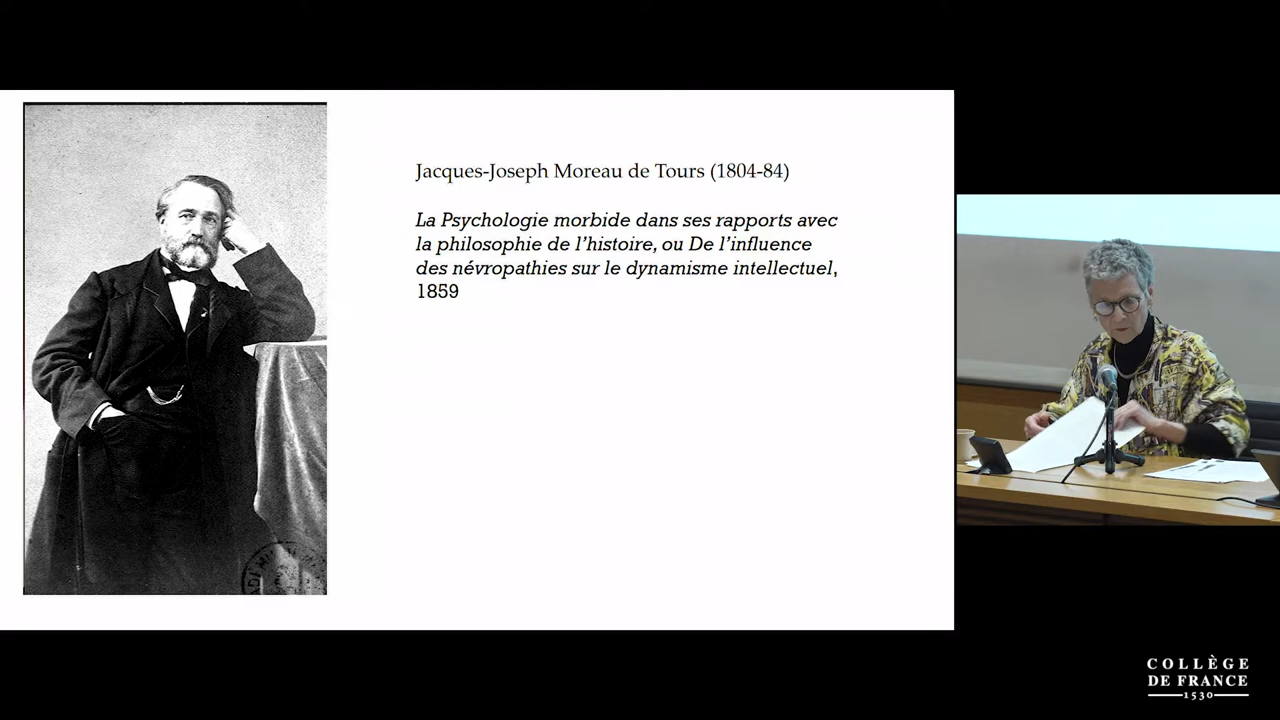 Jacques-Joseph Moreau de Tours (1804-84)
La Psychologie morbide dans ses rapports avec
la philosophie de l'histoire, ou De l'influence
des névropathies sur le dynamisme intellectuel,
1859
COLLÈGE
DE FRANCE
1530